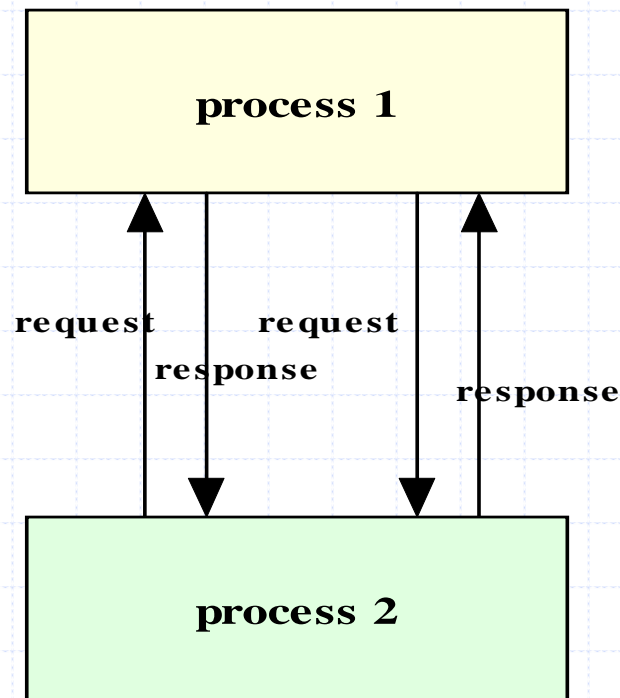 process 1
request
request
response
response
process 2